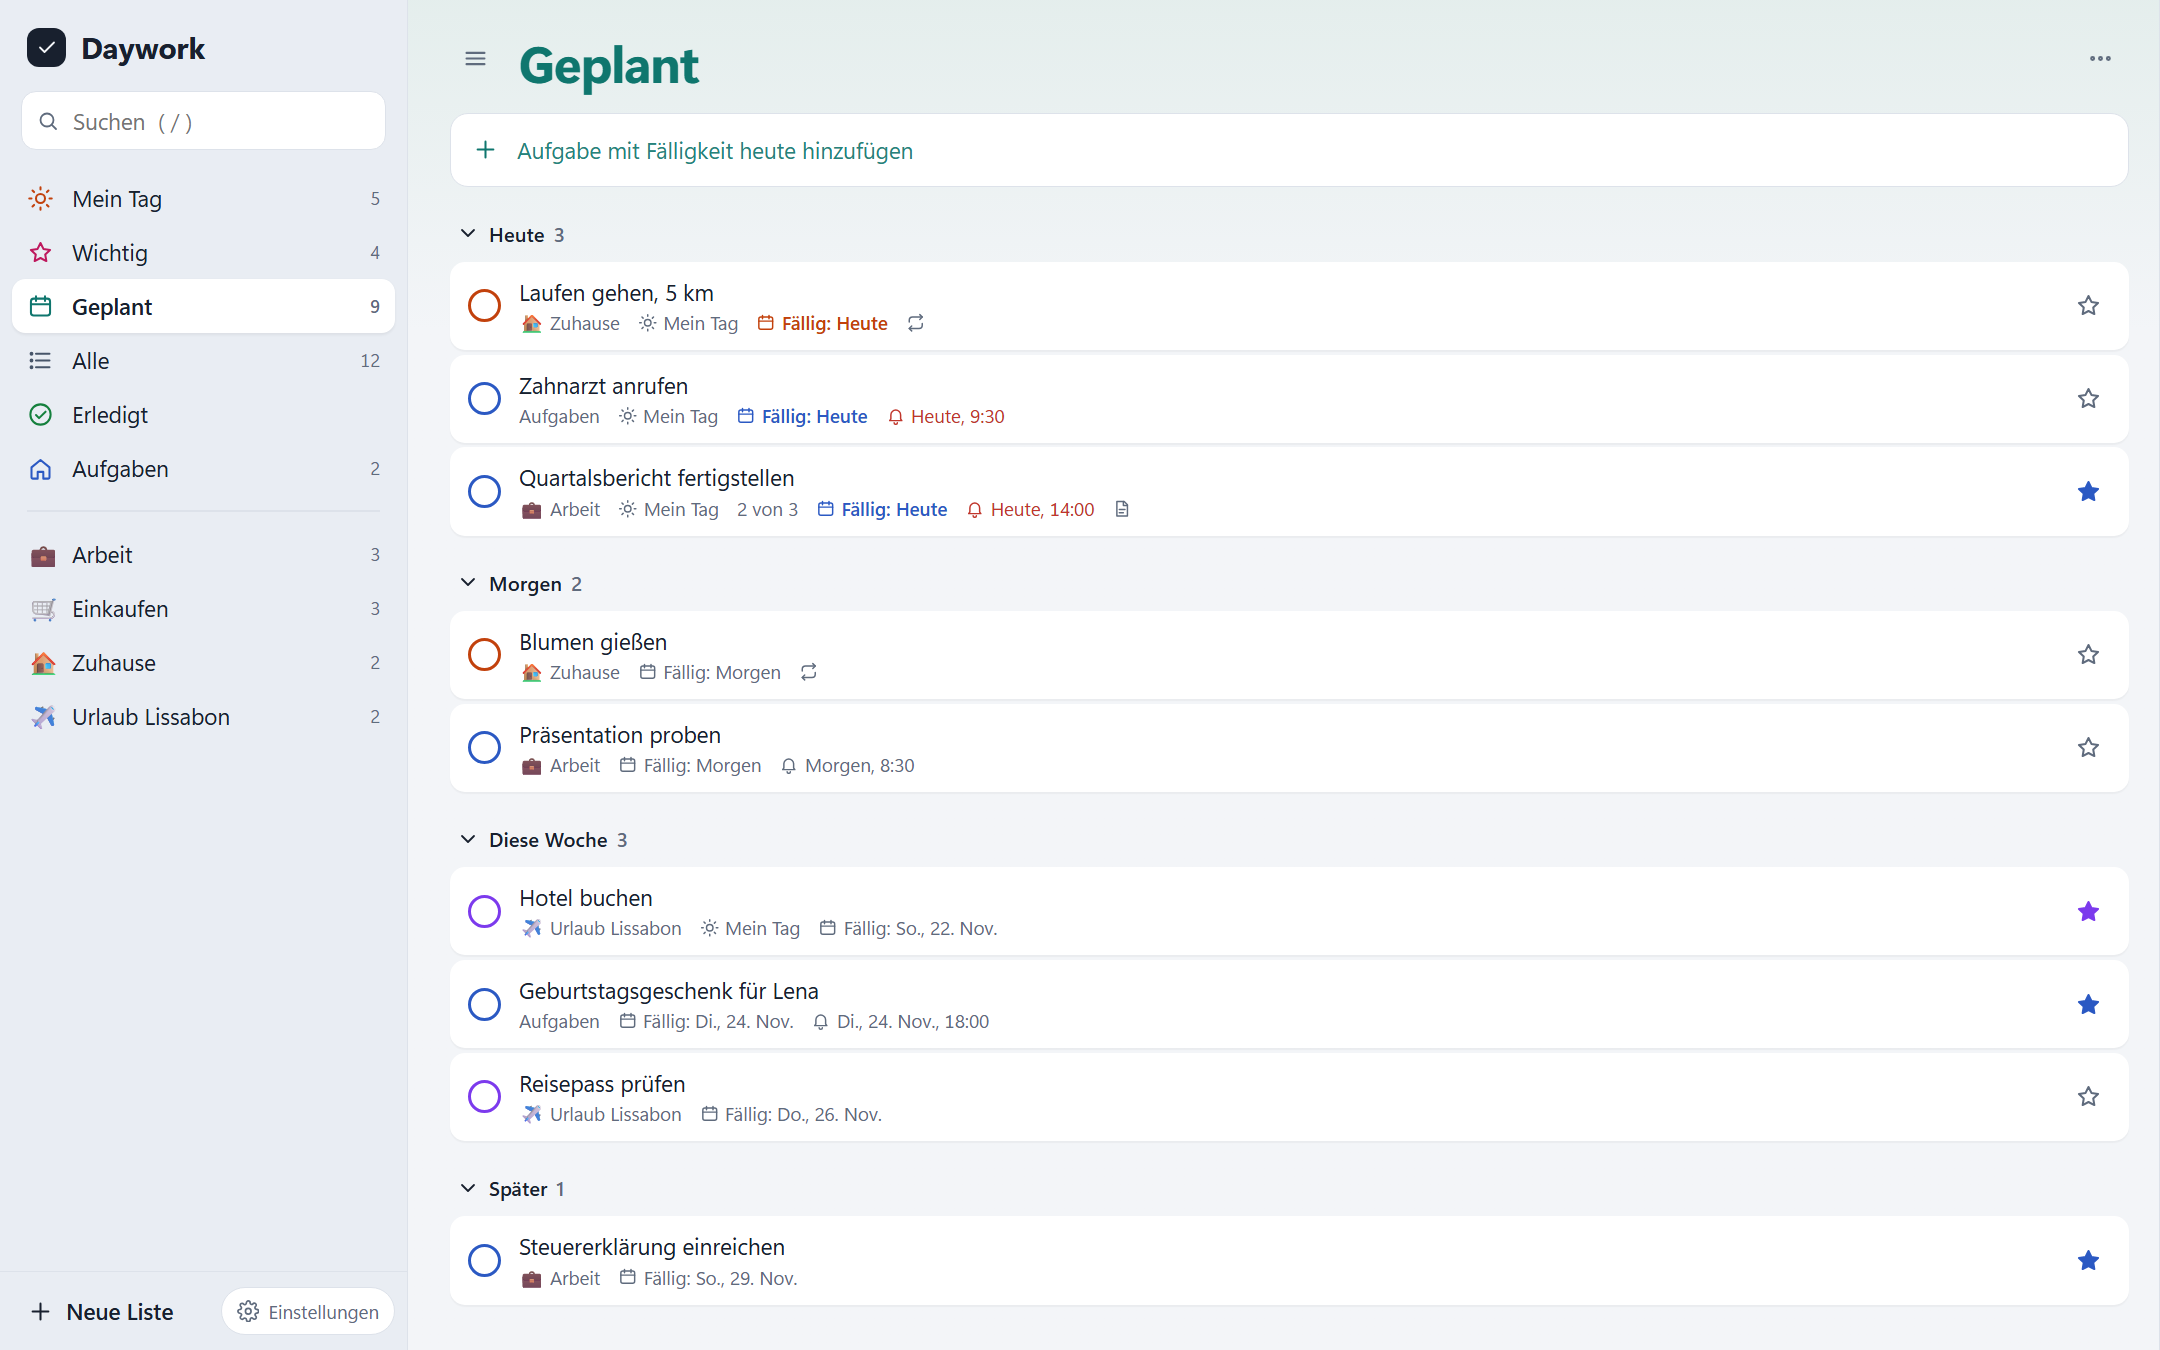 Daywork
Suchen ( / )
Mein Tag 5
Wichtig 4
Geplant 9
Alle 12
Erledigt
Aufgaben 2
Arbeit 3
Einkaufen 3
Zuhause 2
Urlaub Lissabon 2
Neue Liste
Einstellungen
Geplant
Aufgabe mit Fälligkeit heute hinzufügen
Heute 3
Laufen gehen, 5 km
Zuhause Mein Tag Fällig: Heute
Zahnarzt anrufen
Aufgaben Mein Tag Fällig: Heute Heute, 9:30
Quartalsbericht fertigstellen
Arbeit Mein Tag 2 von 3 Fällig: Heute Heute, 14:00
Morgen 2
Blumen gießen
Zuhause Fällig: Morgen
Präsentation proben
Arbeit Fällig: Morgen Morgen, 8:30
Diese Woche 3
Hotel buchen
Urlaub Lissabon Mein Tag Fällig: So., 22. Nov.
Geburtstagsgeschenk für Lena
Aufgaben Fällig: Di., 24. Nov. Di., 24. Nov., 18:00
Reisepass prüfen
Urlaub Lissabon Fällig: Do., 26. Nov.
Später 1
Steuererklärung einreichen
Arbeit Fällig: So., 29. Nov.